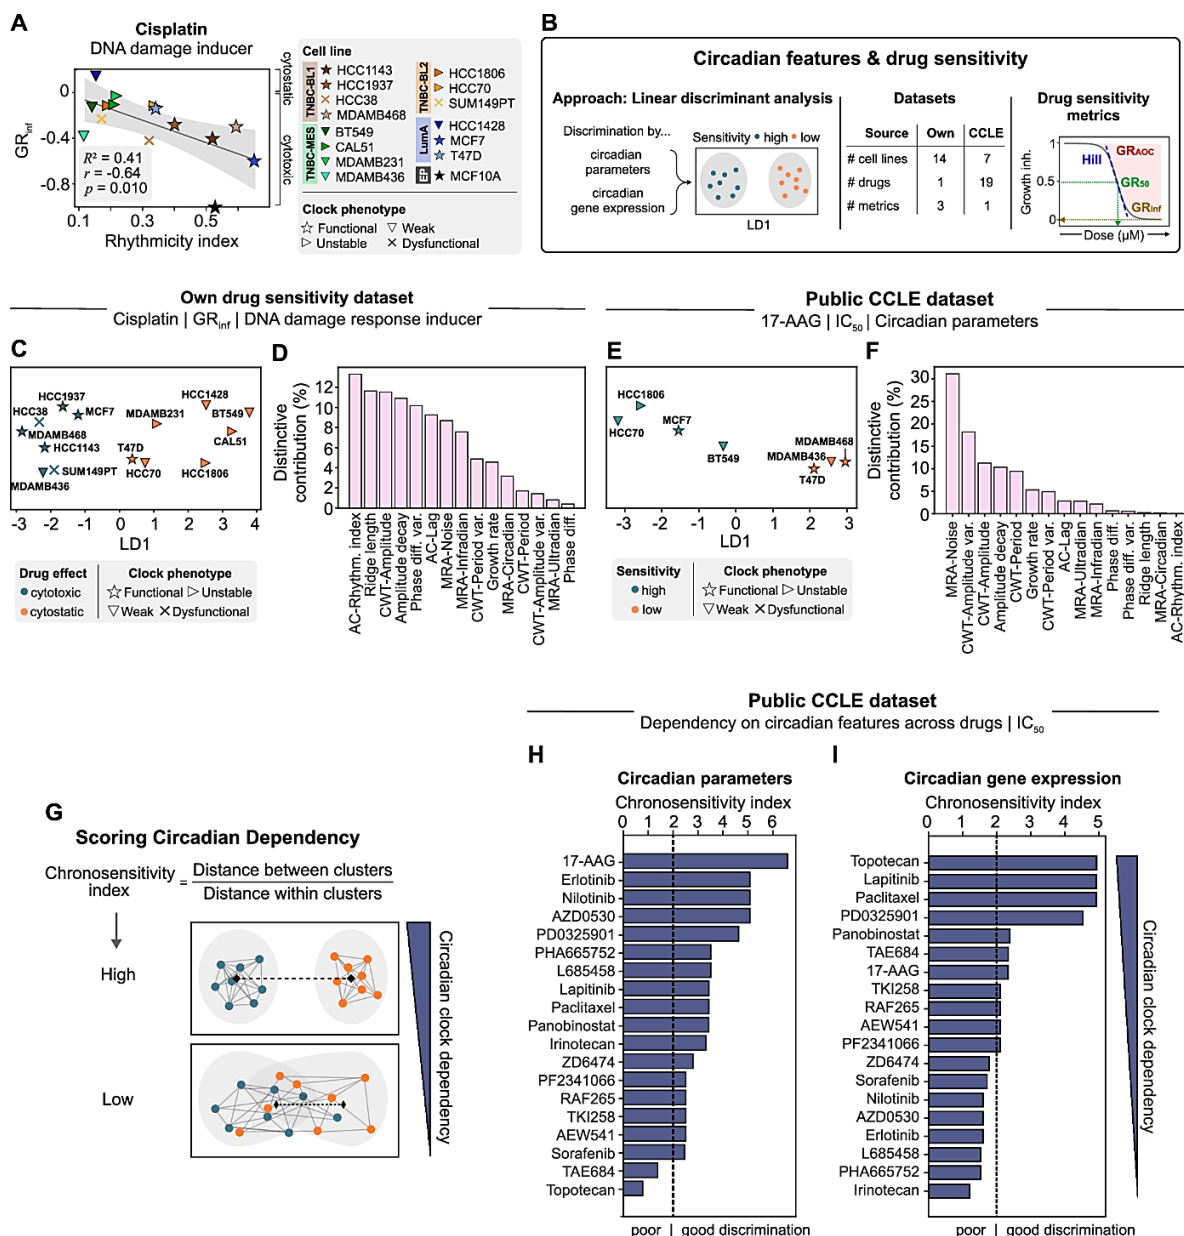 A
Cisplatin
DNA damage inducer
cytostatic
cytotoxic
0
-0.4
-0.8
GRinf
R² = 0.41
r = -0.64
p = 0.010
0.1
0.3
0.5
Rhythmicity index
Cell line
TNBC-BL1
HCC1143
HCC1937
HCC38
MDAMB468
TNBC-MES
BT549
CAL51
MDAMB231
MDAMB436
TNBC-BL2
HCC1806
HCC70
SUM149PT
LumA
HCC1428
MCF7
T47D
EP
MCF10A
Clock phenotype
Functional
Weak
Unstable
Dysfunctional
B
Circadian features & drug sensitivity
Approach: Linear discriminant analysis
Discrimination by...
circadian
parameters
circadian
gene expression
Sensitivity high low
LD1
Datasets
Source Own CCLE
# cell lines 14 7
# drugs 1 19
# metrics 3 1
Drug sensitivity
metrics
Growth inh.
1
0.5
0
Hill
GRAOC
GR50
GRinf
Dose (µM)
Own drug sensitivity dataset
Cisplatin | GRinf | DNA damage response inducer
C
HCC1937
HCC38
MCF7
MDAMB468
HCC1143
SUM149PT
MDAMB436
MDAMB231
HCC1428
BT549
CAL51
T47D
HCC70
HCC1806
-3 -2 -1 0 1 2 3 4
LD1
Drug effect
cytotoxic
cytostatic
Clock phenotype
Functional Unstable
Weak Dysfunctional
D
Distinctive
contribution (%)
12
10
8
6
4
2
0
AC-Rhythm. index
Ridge length
CWT-Amplitude
Amplitude decay
Phase diff. var.
AC-Lag
MRA-Noise
MRA-Infradian
CWT-Period var.
Growth rate
MRA-Circadian
CWT-Period
CWT-Amplitude var.
MRA-Ultradian
Phase diff.
Public CCLE dataset
17-AAG | IC50 | Circadian parameters
E
HCC1806
HCC70
MCF7
BT549
MDAMB468
MDAMB436
T47D
-3 -2 -1 0 1 2 3
LD1
Sensitivity
high
low
Clock phenotype
Functional Unstable
Weak Dysfunctional
F
Distinctive
contribution (%)
30
25
20
15
10
5
0
MRA-Noise
CWT-Amplitude var.
CWT-Amplitude
Amplitude decay
CWT-Period
Growth rate
CWT-Period var.
AC-Lag
MRA-Ultradian
MRA-Infradian
Phase diff.
Phase diff. var.
Ridge length
MRA-Circadian
AC-Rhythm. index
G
Scoring Circadian Dependency
Chronosensitivity
index
=
Distance between clusters
Distance within clusters
High
Low
Circadian clock dependency
Public CCLE dataset
Dependency on circadian features across drugs | IC50
H
Circadian parameters
Chronosensitivity index
0 1 2 3 4 5 6
17-AAG
Erlotinib
Nilotinib
AZD0530
PD0325901
PHA665752
L685458
Lapitinib
Paclitaxel
Panobinostat
Irinotecan
ZD6474
PF2341066
RAF265
TKI258
AEW541
Sorafenib
TAE684
Topotecan
poor | good discrimination
I
Circadian gene expression
Chronosensitivity index
0 1 2 3 4 5
Topotecan
Lapitinib
Paclitaxel
PD0325901
Panobinostat
TAE684
17-AAG
TKI258
RAF265
AEW541
PF2341066
ZD6474
Sorafenib
Nilotinib
AZD0530
Erlotinib
L685458
PHA665752
Irinotecan
poor | good discrimination
Circadian clock dependency